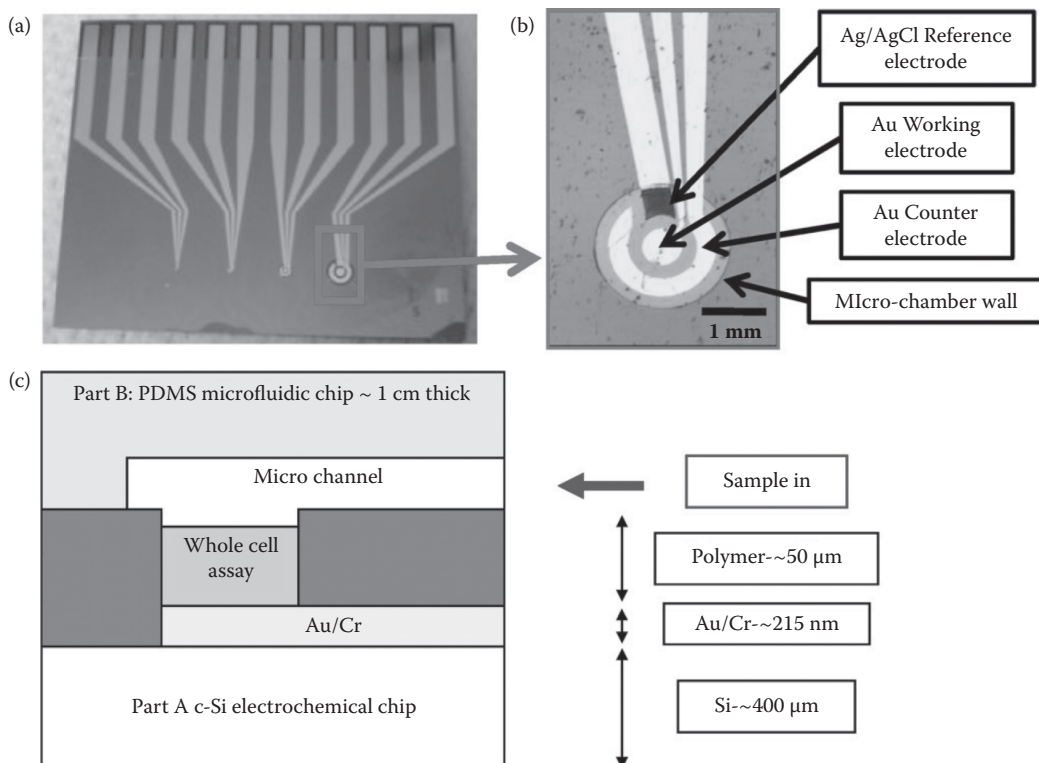 (a)
(b)
Ag/AgCl Reference
electrode
Au Working
electrode
Au Counter
electrode
MIcro-chamber wall
1 mm
(c)
Part B: PDMS microfluidic chip ~ 1 cm thick
Micro channel
Sample in
Whole cell
assay
Polymer-~50 µm
Au/Cr
Au/Cr-~215 nm
Part A c-Si electrochemical chip
Si-~400 µm